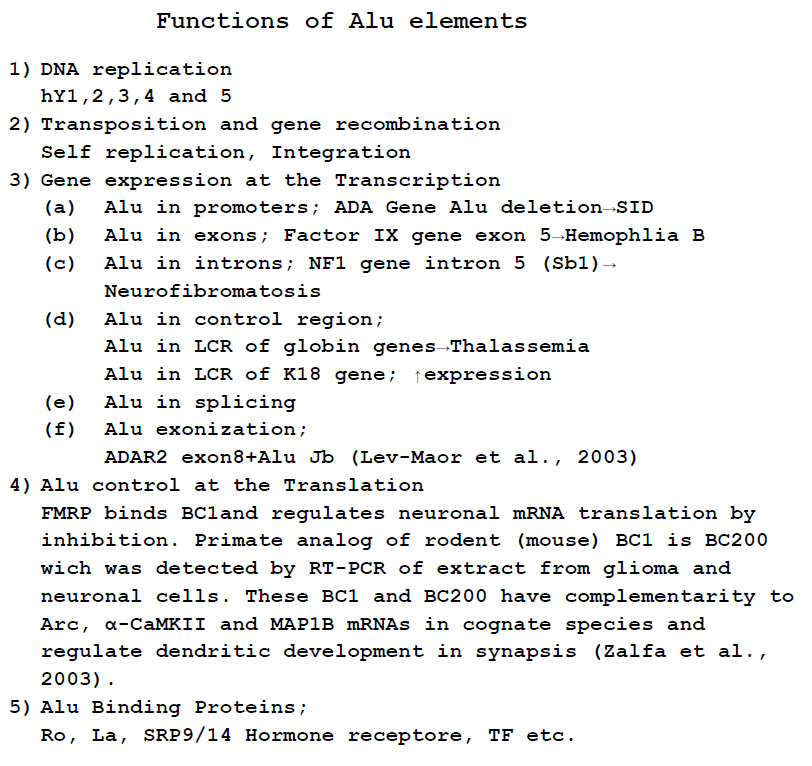 Functions of Alu elements
1) DNA replication
hY1,2,3,4 and 5
2) Transposition and gene recombination
Self replication, Integration
3) Gene expression at the Transcription
(a) Alu in promoters; ADA Gene Alu deletion→SID
(b) Alu in exons; Factor IX gene exon 5→Hemophlia B
(c) Alu in introns; NF1 gene intron 5 (Sb1)→
Neurofibromatosis
(d) Alu in control region;
Alu in LCR of globin genes→Thalassemia
Alu in LCR of K18 gene; ↑expression
(e) Alu in splicing
(f) Alu exonization;
ADAR2 exon8+Alu Jb (Lev-Maor et al., 2003)
4) Alu control at the Translation
FMRP binds BC1and regulates neuronal mRNA translation by
inhibition. Primate analog of rodent (mouse) BC1 is BC200
wich was detected by RT-PCR of extract from glioma and
neuronal cells. These BC1 and BC200 have complementarity to
Arc, α-CaMKII and MAP1B mRNAs in cognate species and
regulate dendritic development in synapsis (Zalfa et al.,
2003).
5) Alu Binding Proteins;
Ro, La, SRP9/14 Hormone receptore, TF etc.